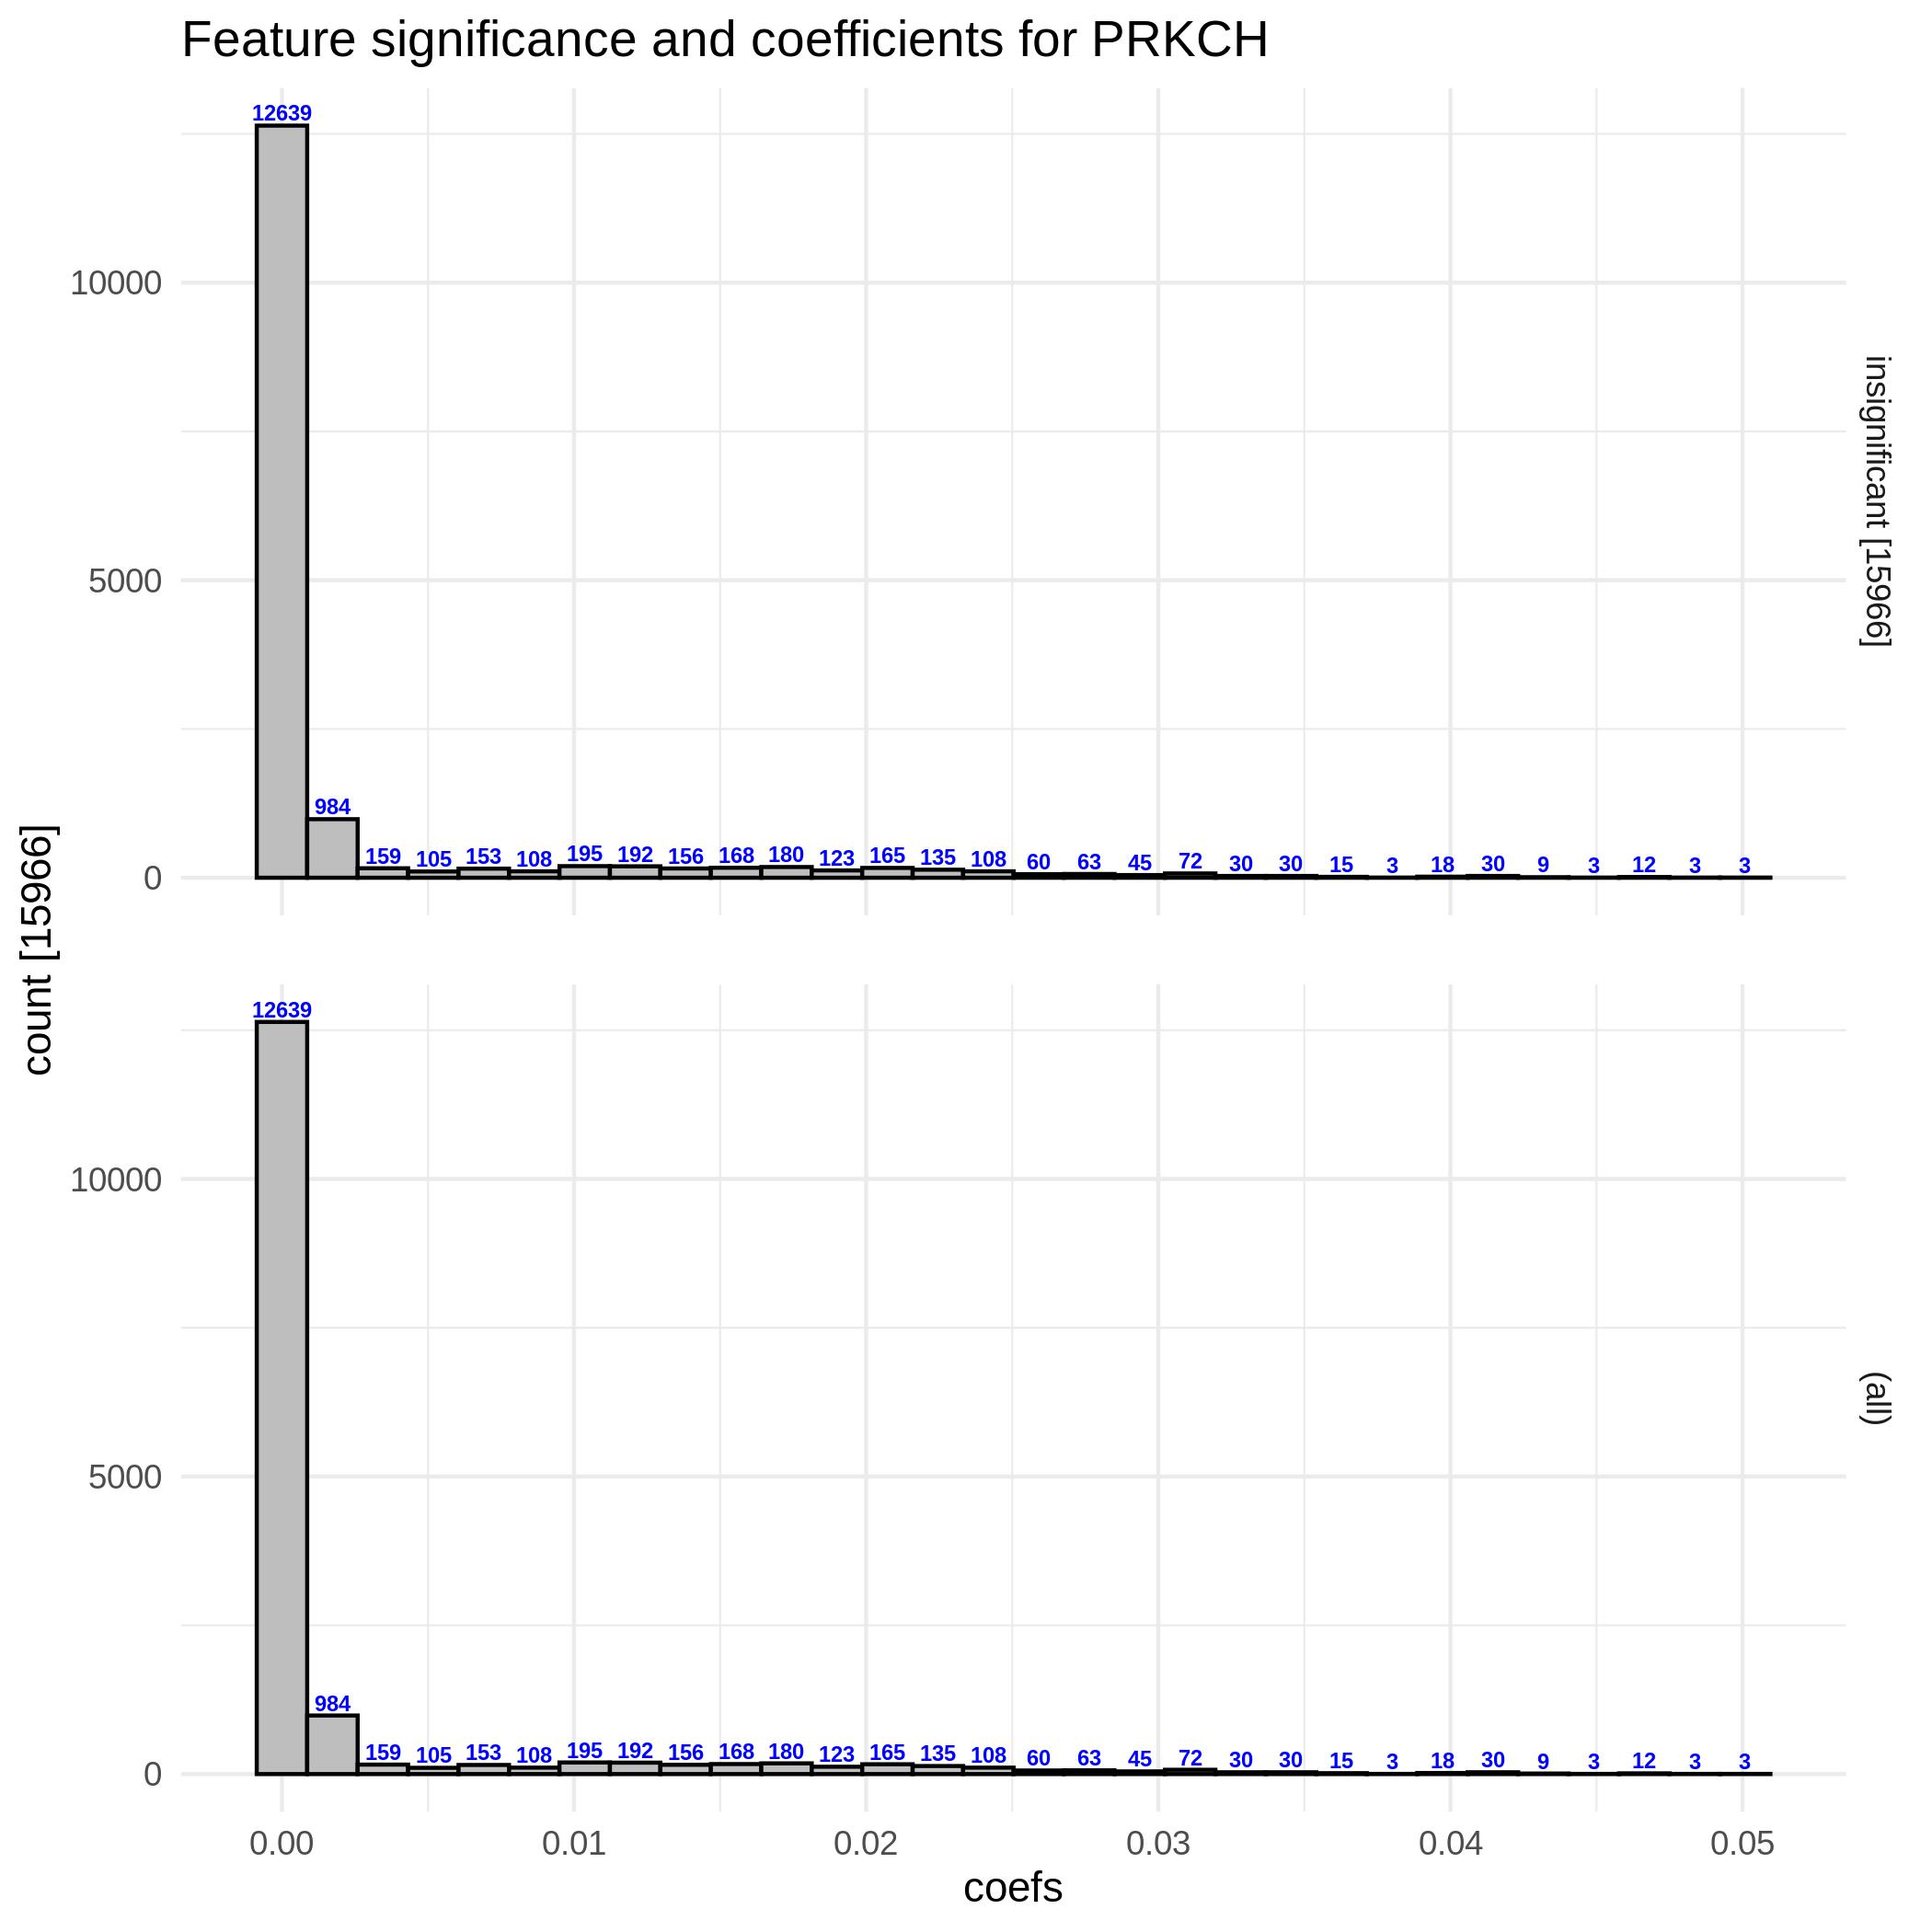 Feature significance and coefficients for PRKCH
12639
10000
5000
984
159 105 153 108 195 192 156 168 180 123 165 135 108 60 63 45 72 30 30 15 3 18 30 9 3 12 3 3
0
insignificant [15966]
count [15966]
12639
10000
5000
984
159 105 153 108 195 192 156 168 180 123 165 135 108 60 63 45 72 30 30 15 3 18 30 9 3 12 3 3
0
(all)
0.00 0.01 0.02 0.03 0.04 0.05
coefs